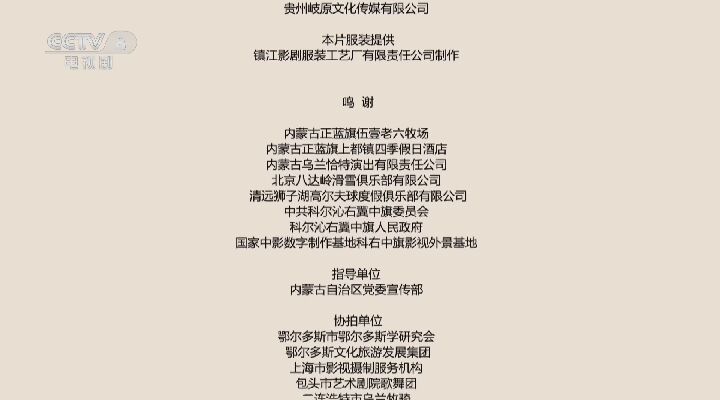 贵州岐原文化传媒有限公司
CCTV 8
电视剧
本片服装提供
镇江影剧服装工艺厂有限责任公司制作
鸣 谢
内蒙古正蓝旗伍壹老六牧场
内蒙古正蓝旗上都镇四季假日酒店
内蒙古乌兰恰特演出有限责任公司
北京八达岭滑雪俱乐部有限公司
清远狮子湖高尔夫球度假俱乐部有限公司
中共科尔沁右翼中旗委员会
科尔沁右翼中旗人民政府
国家中影数字制作基地科右中旗影视外景基地
指导单位
内蒙古自治区党委宣传部
协拍单位
鄂尔多斯市鄂尔多斯学研究会
鄂尔多斯文化旅游发展集团
上海市影视摄制服务机构
包头市艺术剧院歌舞团
二连浩特市乌兰牧骑